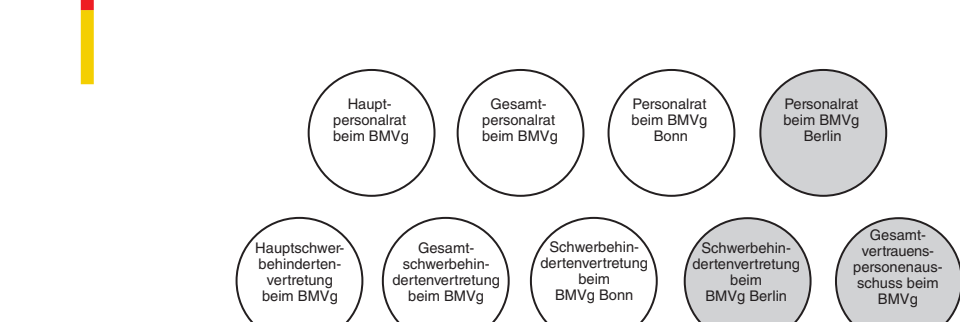 Haupt-
personalrat
beim BMVg
Gesamt-
personalrat
beim BMVg
Personalrat
beim BMVg
Bonn
Personalrat
beim BMVg
Berlin
Hauptschwer-
behinderten-
vertretung
beim BMVg
Gesamt-
schwerbehin-
dertenvertretung
beim BMVg
Schwerbehin-
dertenvertretung
beim
BMVg Bonn
Schwerbehin-
dertenvertretung
beim
BMVg Berlin
Gesamt-
vertrauens-
personenaus-
schuss beim
BMVg